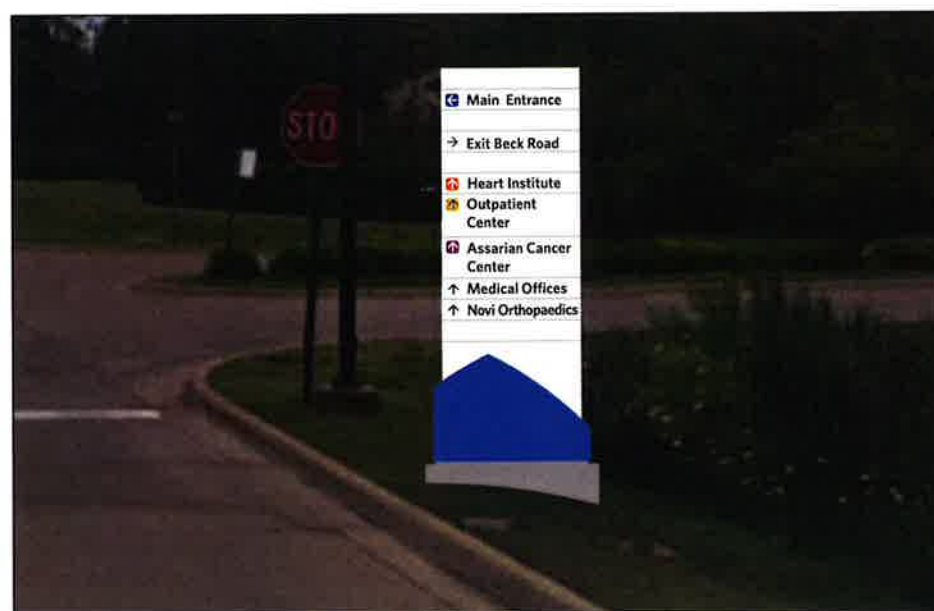 STO
Main Entrance
Exit Beck Road
Heart Institute
Outpatient
Center
Assarian Cancer
Center
Medical Offices
Novi Orthopaedics